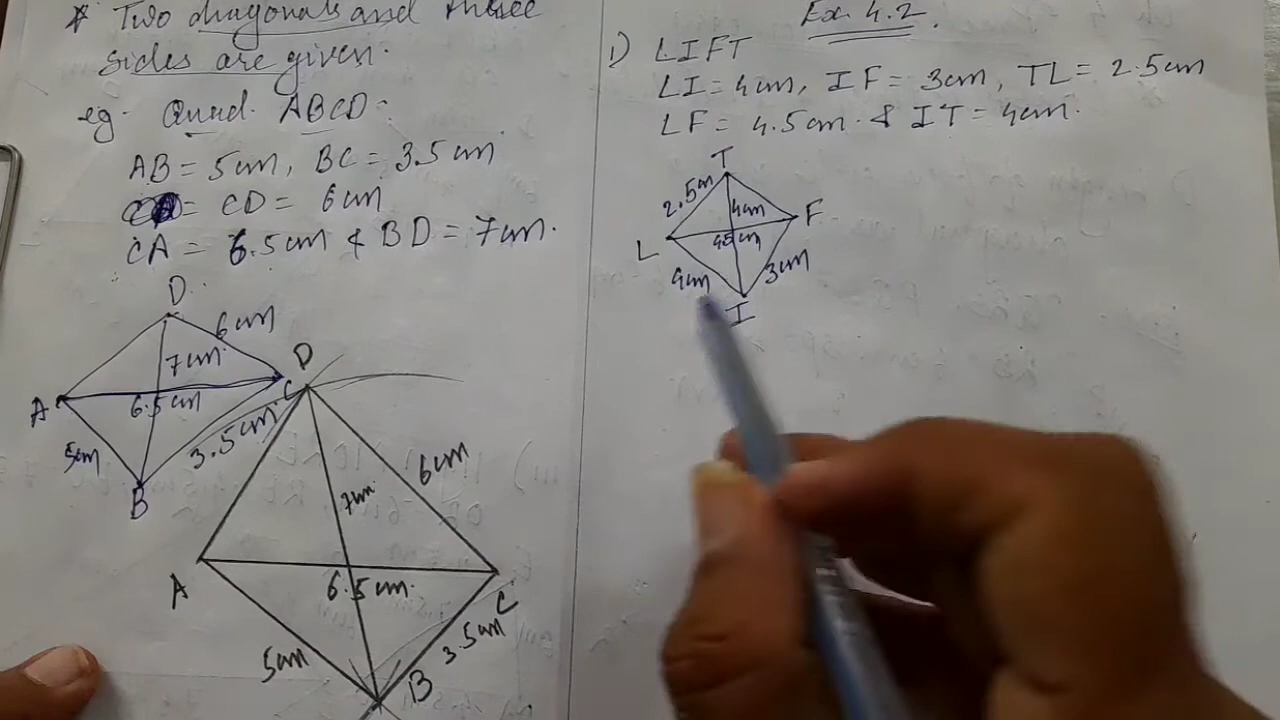 * Two diagonals and three
sides are given.
eg. Quad. ABCD:
AB = 5cm, BC = 3.5cm
= CD = 6cm
CA = 6.5cm & BD = 7cm.
D
6cm
7cm
A
6.5cm
C
5cm
3.5cm
B
D
6cm
7cm
A
6.5cm.
C
5cm
3.5cm
B
Ex. 4.2.
1) LIFT
LI = 4cm, IF = 3cm, TL = 2.5cm
LF = 4.5cm. & IT = 4cm.
T
2.5cm
4cm
F
L
4.5cm
4cm
3cm
I